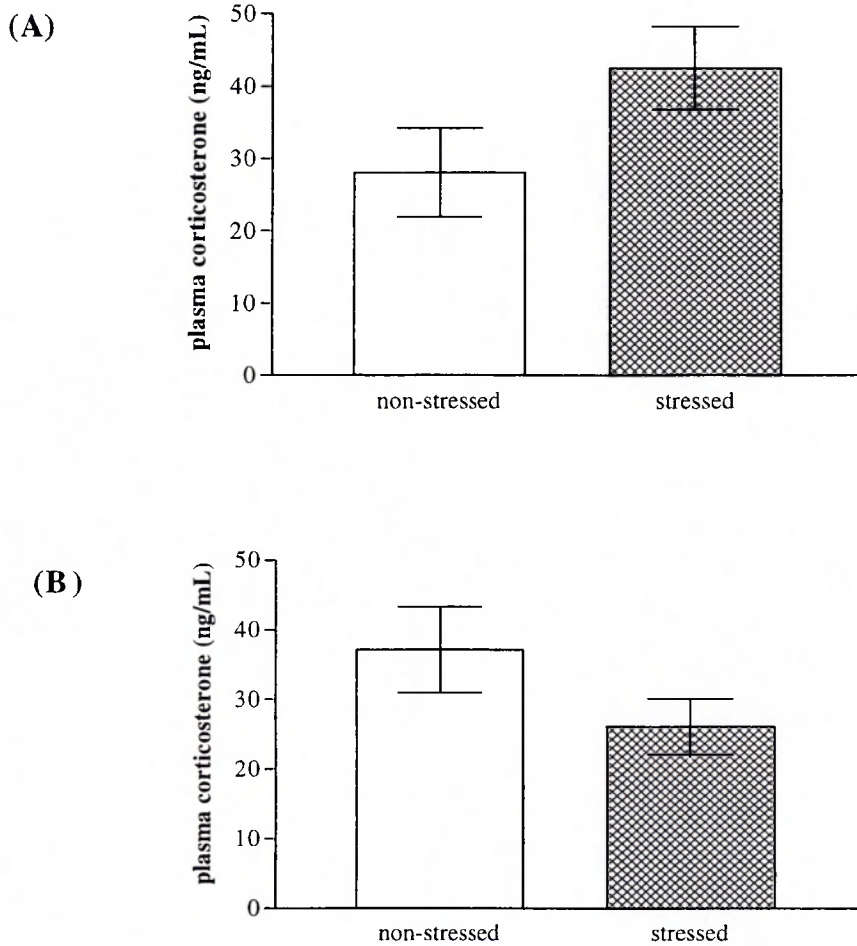 (A)
plasma corticosterone (ng/mL)
50
40
30
20
10
0
non-stressed stressed
(B)
plasma corticosterone (ng/mL)
50
40
30
20
10
0
non-stressed stressed